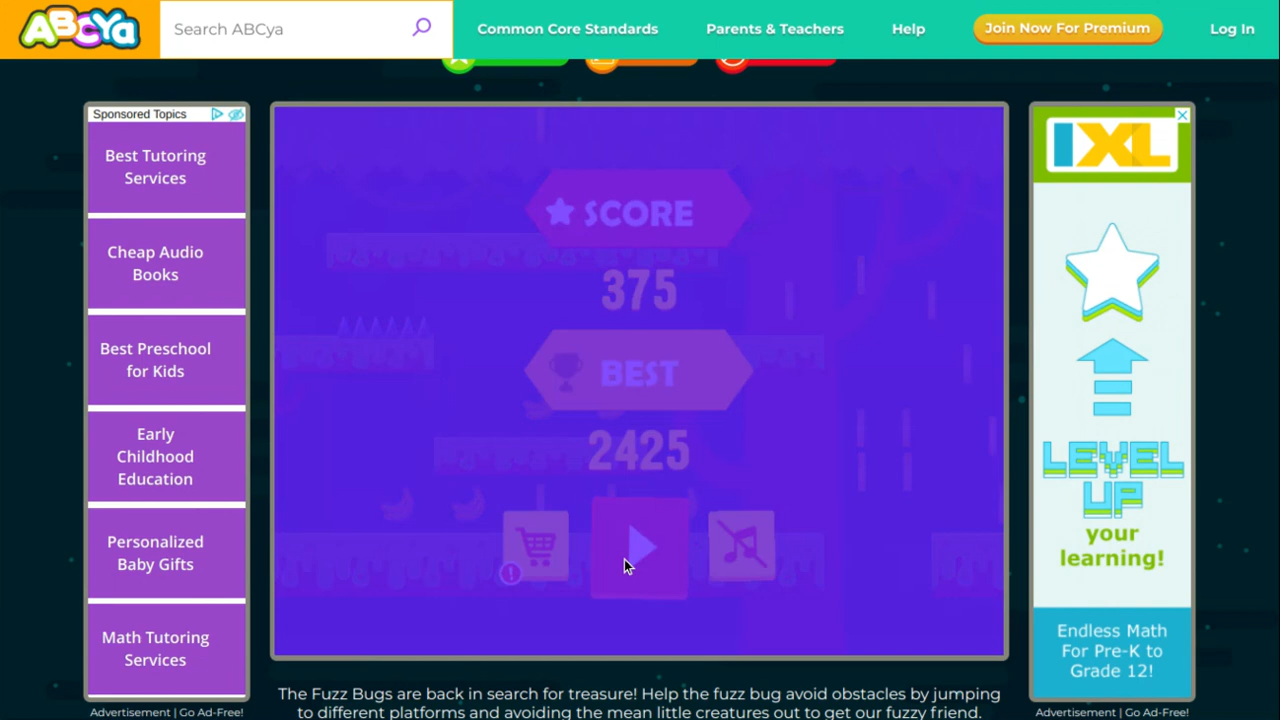 ABCya
Search ABCya
Common Core Standards
Parents & Teachers
Help
Join Now For Premium
Log In
Sponsored Topics
Best Tutoring
Services
Cheap Audio
Books
Best Preschool
for Kids
Early
Childhood
Education
Personalized
Baby Gifts
Math Tutoring
Services
Advertisement | Go Ad-Free!
SCORE
375
BEST
2425
!
The Fuzz Bugs are back in search for treasure! Help the fuzz bug avoid obstacles by jumping
to different platforms and avoiding the mean little creatures out to get our fuzzy friend.
IXL
LEVEL
UP
your
learning!
Endless Math
For Pre-K to
Grade 12!
Advertisement | Go Ad-Free!